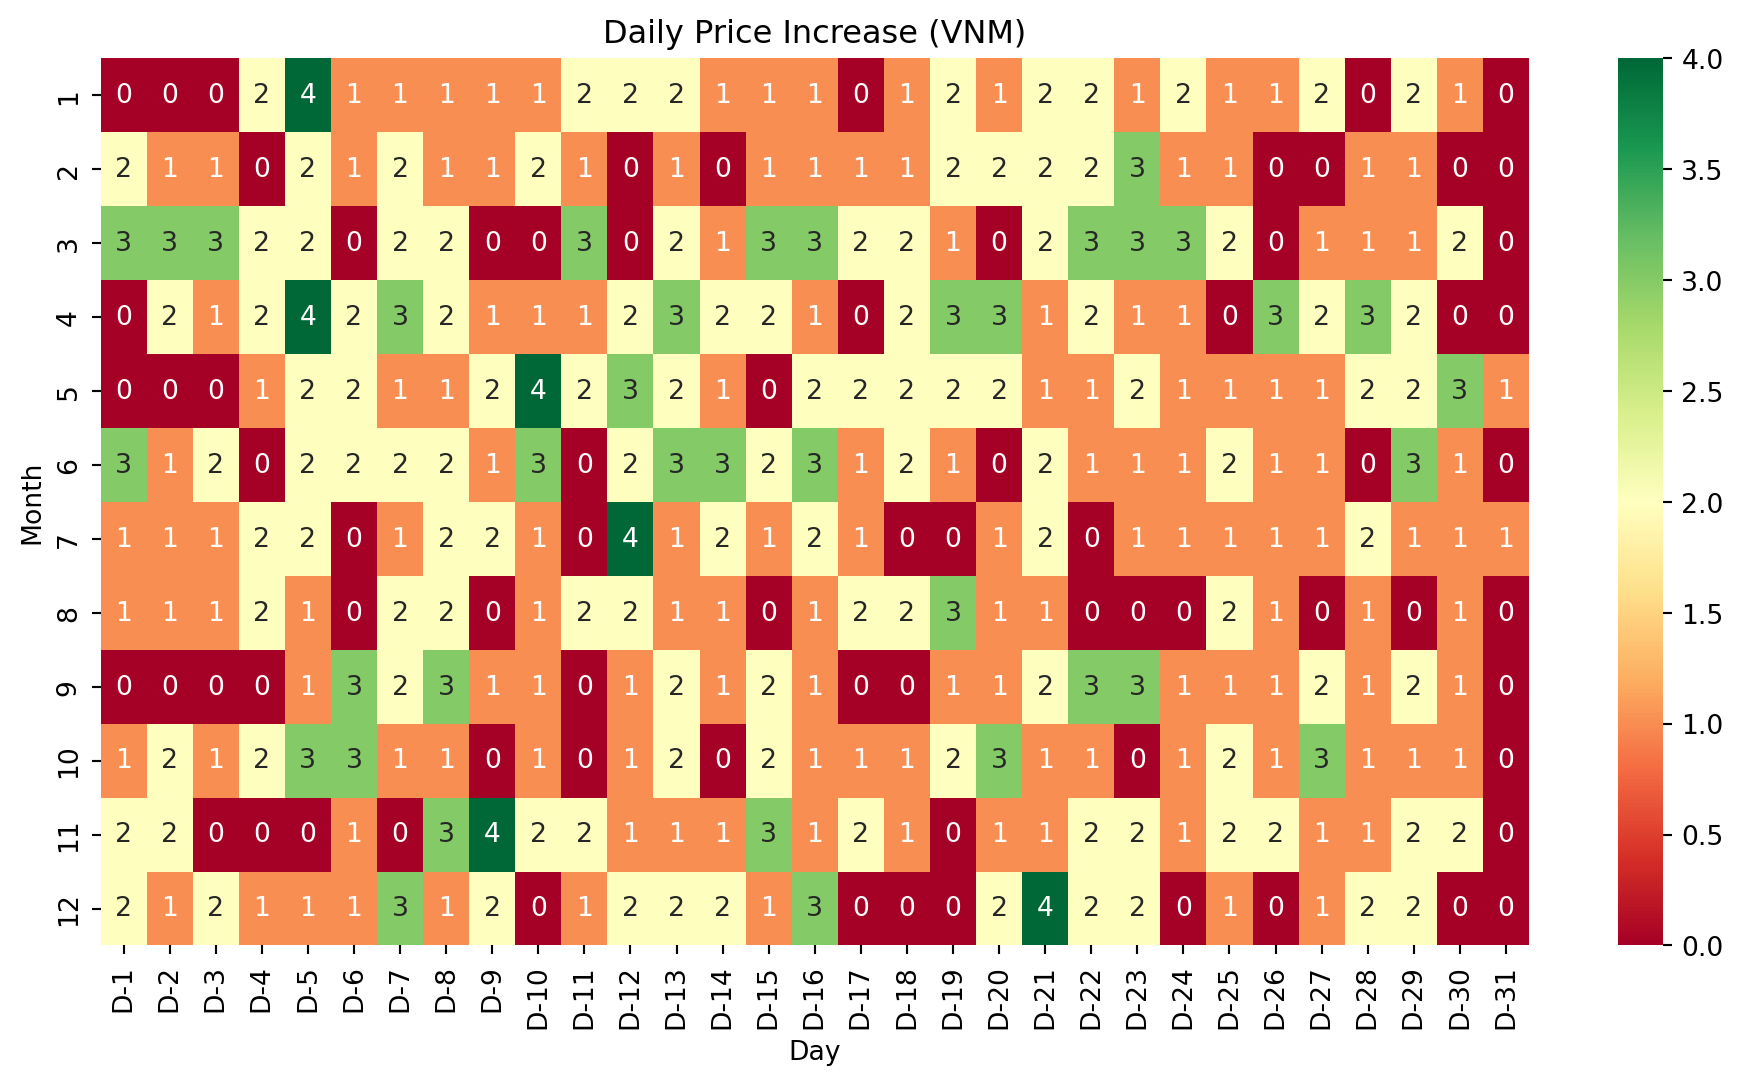 Daily Price Increase (VNM)
Month
1 0 0 0 2 4 1 1 1 1 1 2 2 2 1 1 1 0 1 2 1 2 2 1 2 1 1 2 0 2 1 0
2 2 1 1 0 2 1 2 1 1 2 1 0 1 0 1 1 1 1 2 2 2 2 3 1 1 0 0 1 1 0 0
3 3 3 3 2 2 0 2 2 0 0 3 0 2 1 3 3 2 2 1 0 2 3 3 3 2 0 1 1 1 2 0
4 0 2 1 2 4 2 3 2 1 1 1 2 3 2 2 1 0 2 3 3 1 2 1 1 0 3 2 3 2 0 0
5 0 0 0 1 2 2 1 1 2 4 2 3 2 1 0 2 2 2 2 2 1 1 2 1 1 1 1 2 2 3 1
6 3 1 2 0 2 2 2 2 1 3 0 2 3 3 2 3 1 2 1 0 2 1 1 1 2 1 1 0 3 1 0
7 1 1 1 2 2 0 1 2 2 1 0 4 1 2 1 2 1 0 0 1 2 0 1 1 1 1 1 2 1 1 1
8 1 1 1 2 1 0 2 2 0 1 2 2 1 1 0 1 2 2 3 1 1 0 0 0 2 1 0 1 0 1 0
9 0 0 0 0 1 3 2 3 1 1 0 1 2 1 2 1 0 0 1 1 2 3 3 1 1 1 2 1 2 1 0
10 1 2 1 2 3 3 1 1 0 1 0 1 2 0 2 1 1 1 2 3 1 1 0 1 2 1 3 1 1 1 0
11 2 2 0 0 0 1 0 3 4 2 2 1 1 1 3 1 2 1 0 1 1 2 2 1 2 2 1 1 2 2 0
12 2 1 2 1 1 1 3 1 2 0 1 2 2 2 1 3 0 0 0 2 4 2 2 0 1 0 1 2 2 0 0
D-1 D-2 D-3 D-4 D-5 D-6 D-7 D-8 D-9 D-10 D-11 D-12 D-13 D-14 D-15 D-16 D-17 D-18 D-19 D-20 D-21 D-22 D-23 D-24 D-25 D-26 D-27 D-28 D-29 D-30 D-31
Day
4.0
3.5
3.0
2.5
2.0
1.5
1.0
0.5
0.0